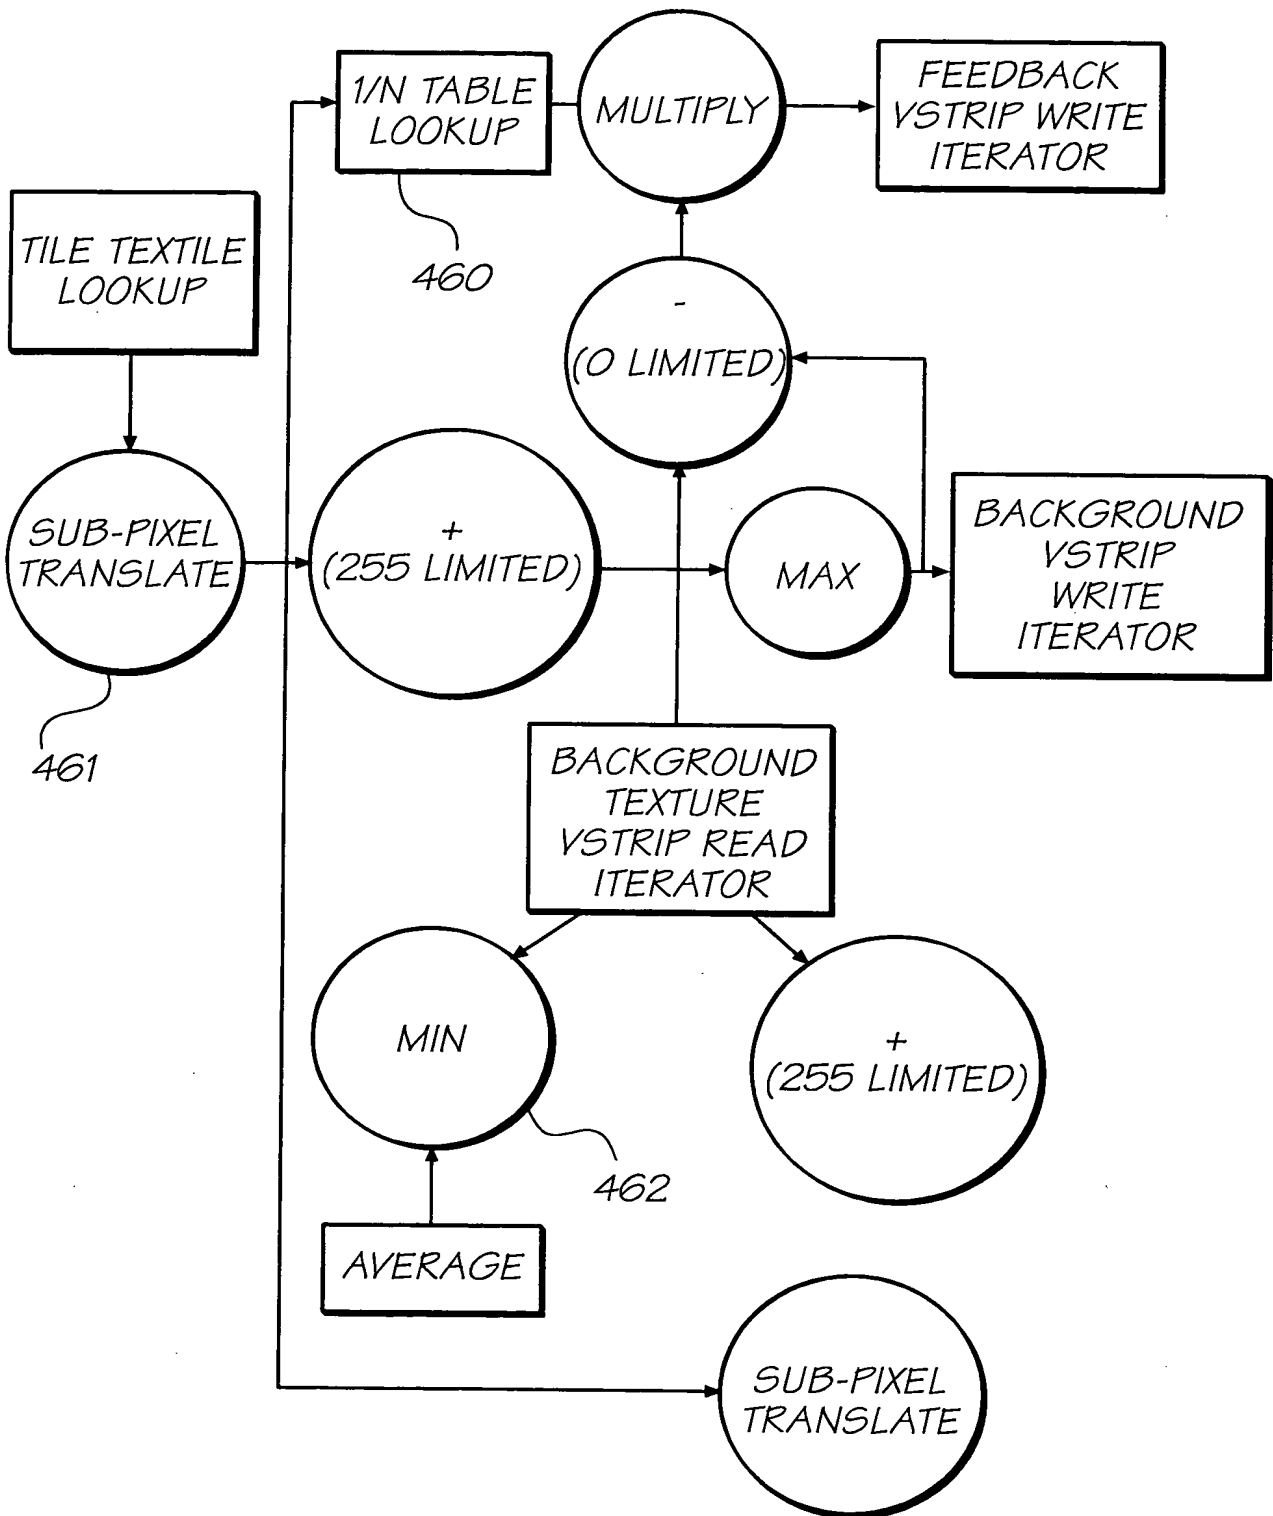 1/N TABLE
LOOKUP
MULTIPLY
FEEDBACK
VSTRIP WRITE
ITERATOR
TILE TEXTILE
LOOKUP
460
-
(0 LIMITED)
SUB-PIXEL
TRANSLATE
+
(255 LIMITED)
MAX
BACKGROUND
VSTRIP
WRITE
ITERATOR
461
BACKGROUND
TEXTURE
VSTRIP READ
ITERATOR
MIN
+
(255 LIMITED)
462
AVERAGE
SUB-PIXEL
TRANSLATE